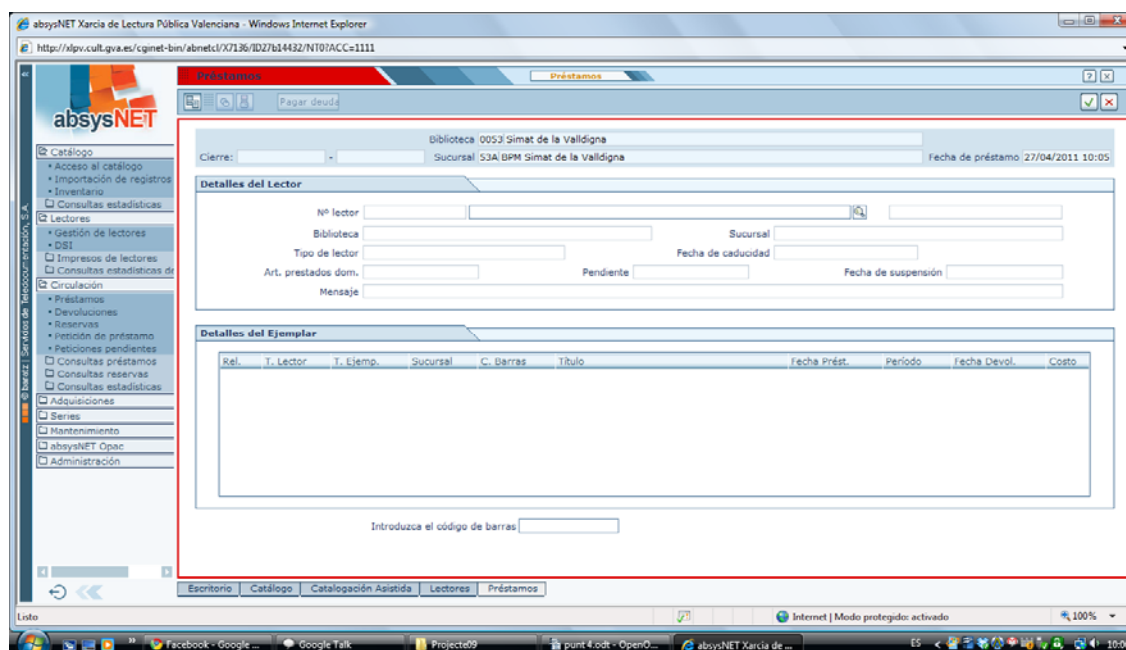 absysNET Xarcia de Lectura Pública Valenciana - Windows Internet Explorer
http://xlpv.cult.gva.es/cginet-bin/abnetcl/X7136/ID27b14432/NT0?ACC=1111
«
Préstamos Préstamos ? x
Pagar deuda
absysNET
Biblioteca 0053 Simat de la Valldigna
Cierre: - Sucursal 53A BPM Simat de la Valldigna Fecha de préstamo 27/04/2011 10:05
Catálogo
• Acceso al catálogo
• Importación de registros
• Inventario
Consultas estadísticas
Lectores
• Gestión de lectores
• DSI
Impresos de lectores
Consultas estadísticas de
Circulación
• Préstamos
• Devoluciones
• Reservas
• Petición de préstamo
• Peticiones pendientes
Consultas préstamos
Consultas reservas
Consultas estadísticas
Adquisiciones
Series
Mantenimiento
absysNET Opac
Administración
© baratz | Servicios de Teledocumentación, S.A.
Detalles del Lector
Nº lector
Biblioteca Sucursal
Tipo de lector Fecha de caducidad
Art. prestados dom. Pendiente Fecha de suspensión
Mensaje
Detalles del Ejemplar
Rel. T. Lector T. Ejemp. Sucursal C. Barras Título Fecha Prést. Período Fecha Devol. Costo
Introduzca el código de barras
Escritorio Catálogo Catalogación Asistida Lectores Préstamos
Listo Internet | Modo protegido: activado 100%
Facebook - Google ... Google Talk Projecte09 punt 4.odt - OpenO... absysNET Xarcia de ... ES